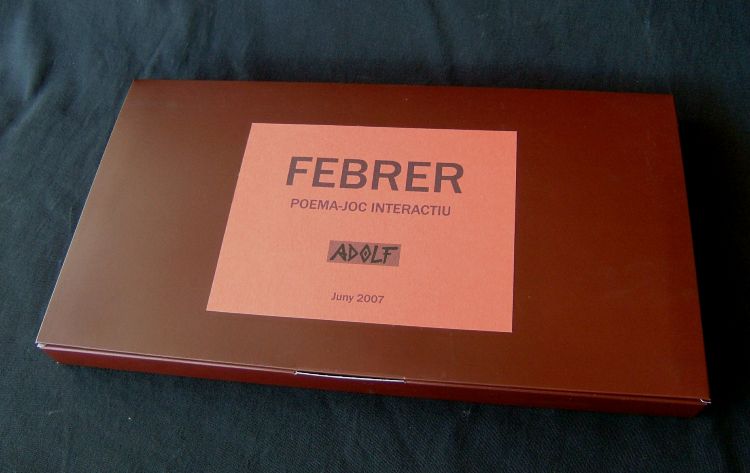 FEBRER
POEMA-JOC INTERACTIU
ADOLF
Juny 2007